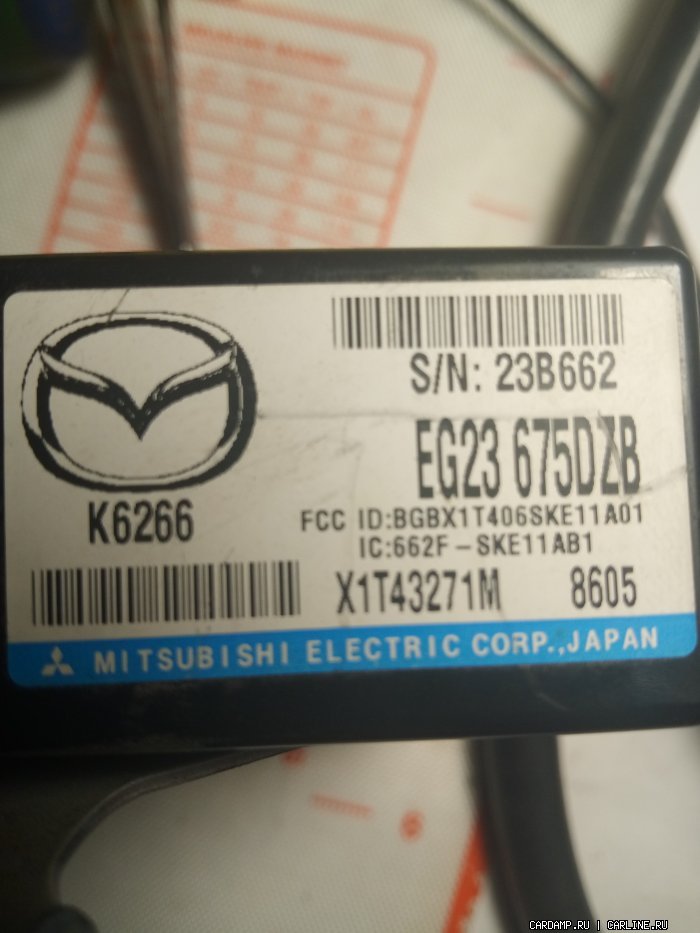 S/N: 23B662
EG23 675DZB
K6266
FCC ID:BGBX1T406SKE11A01
IC:662F-SKE11AB1
X1T43271M 8605
MITSUBISHI ELECTRIC CORP.,JAPAN
CARDAMP.RU | CARLINE.RU